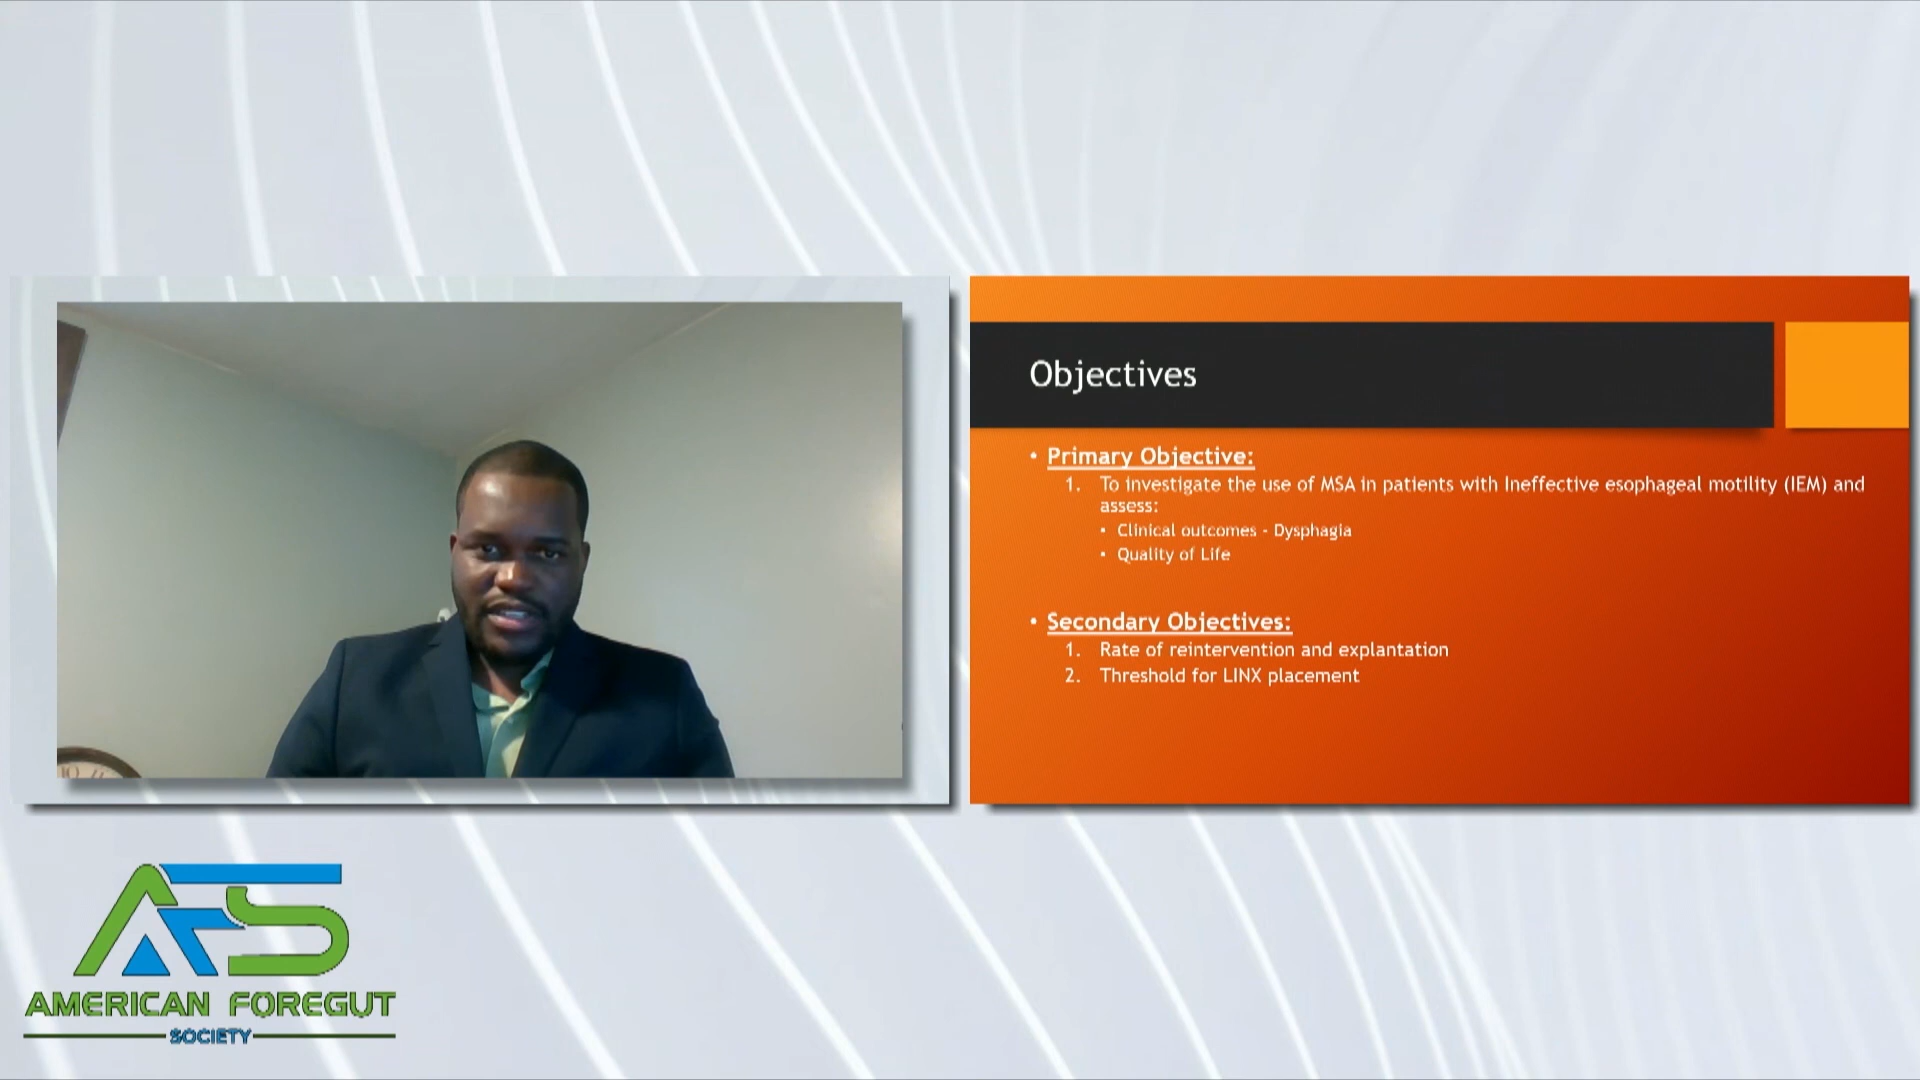 Objectives
• Primary Objective:
1. To investigate the use of MSA in patients with Ineffective esophageal motility (IEM) and
assess:
• Clinical outcomes - Dysphagia
• Quality of Life
• Secondary Objectives:
1. Rate of reintervention and explantation
2. Threshold for LINX placement
AFS
AMERICAN FOREGUT
SOCIETY